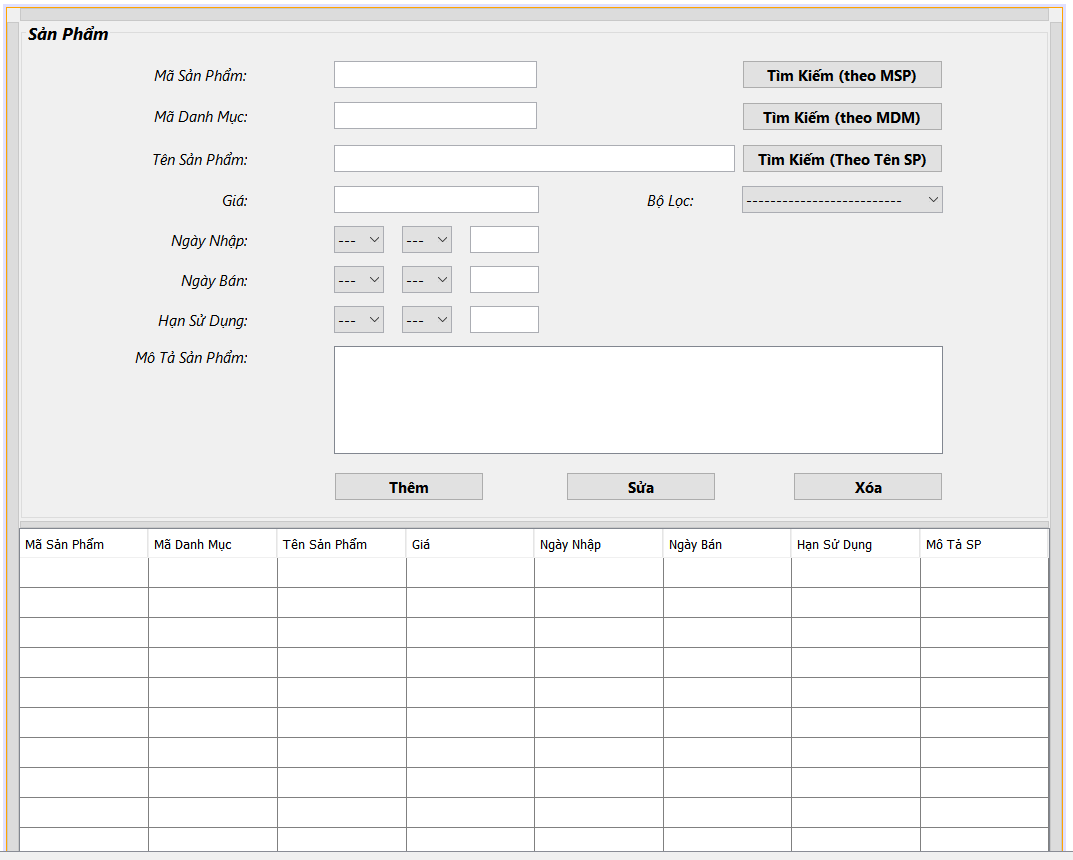 Sản Phẩm
Mã Sản Phẩm: Tìm Kiếm (theo MSP)
Mã Danh Mục: Tìm Kiếm (theo MDM)
Tên Sản Phẩm: Tìm Kiếm (Theo Tên SP)
Giá: Bộ Lọc: --------------------------
Ngày Nhập: --- ---
Ngày Bán: --- ---
Hạn Sử Dụng: --- ---
Mô Tả Sản Phẩm:
Thêm Sửa Xóa
Mã Sản Phẩm Mã Danh Mục Tên Sản Phẩm Giá Ngày Nhập Ngày Bán Hạn Sử Dụng Mô Tả SP